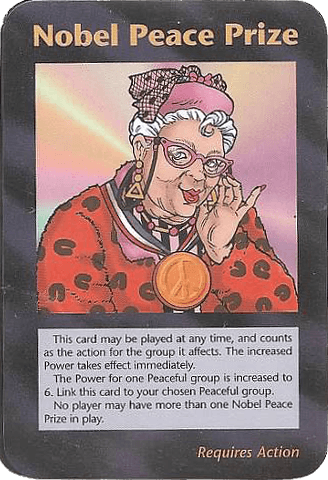 Nobel Peace Prize
This card may be played at any time, and counts
as the action for the group it affects. The increased
Power takes effect immediately.
The Power for one Peaceful group is increased to
6. Link this card to your chosen Peaceful group.
No player may have more than one Nobel Peace
Prize in play.
Requires Action